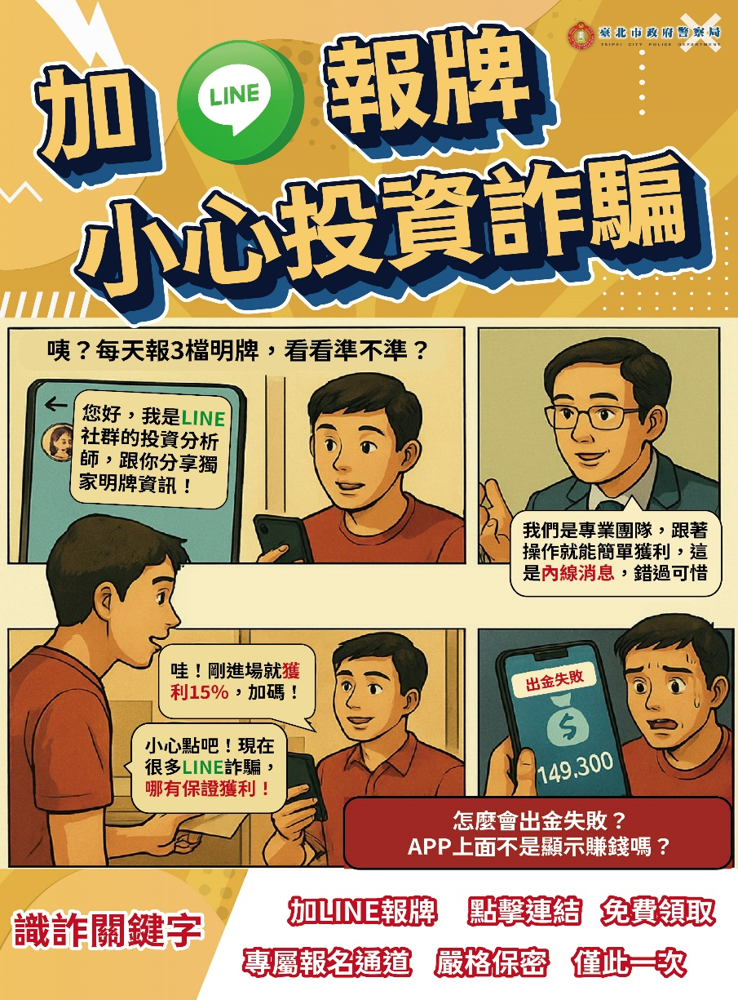 臺北市政府警察局
TAIPEI CITY POLICE DEPARTMENT
加 LINE 報牌
小心投資詐騙
咦？每天報3檔明牌，看看準不準？
您好，我是LINE
社群的投資分析
師，跟你分享獨
家明牌資訊！
我們是專業團隊，跟著
操作就能簡單獲利，這
是內線消息，錯過可惜
哇！剛進場就獲
利15%，加碼！
小心點吧！現在
很多LINE詐騙，
哪有保證獲利！
出金失敗
$
149,300
怎麼會出金失敗？
APP上面不是顯示賺錢嗎？
識詐關鍵字
加LINE報牌 點擊連結 免費領取
專屬報名通道 嚴格保密 僅此一次